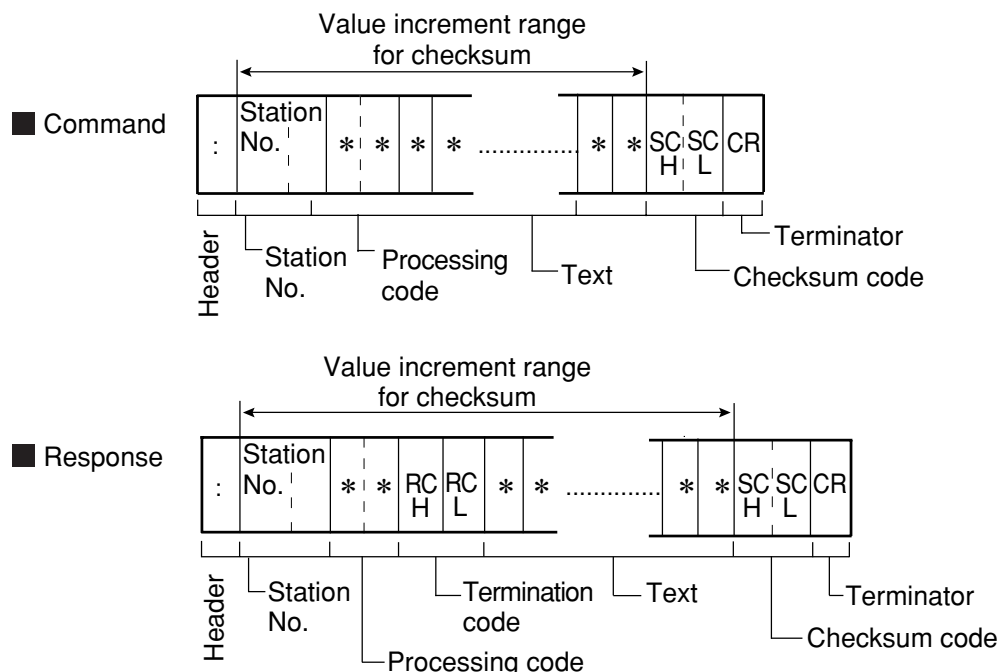 Value increment range
for checksum
■ Command
Station
No.
: * * * * ............... * * SC SC CR
H L
Header
Station
No.
Processing
code
Text
Terminator
Checksum code
Value increment range
for checksum
■ Response
Station
No.
: * * RC RC * * .............. * * SC SC CR
H L H L
Header
Station
No.
Processing code
Termination
code
Text
Terminator
Checksum code